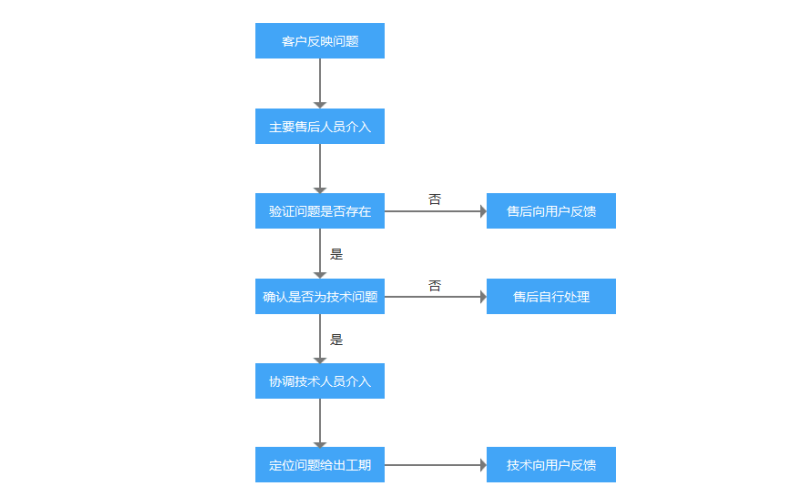 客户反映问题
主要售后人员介入
验证问题是否存在
否
售后向用户反馈
是
确认是否为技术问题
否
售后自行处理
是
协调技术人员介入
定位问题给出工期
技术向用户反馈